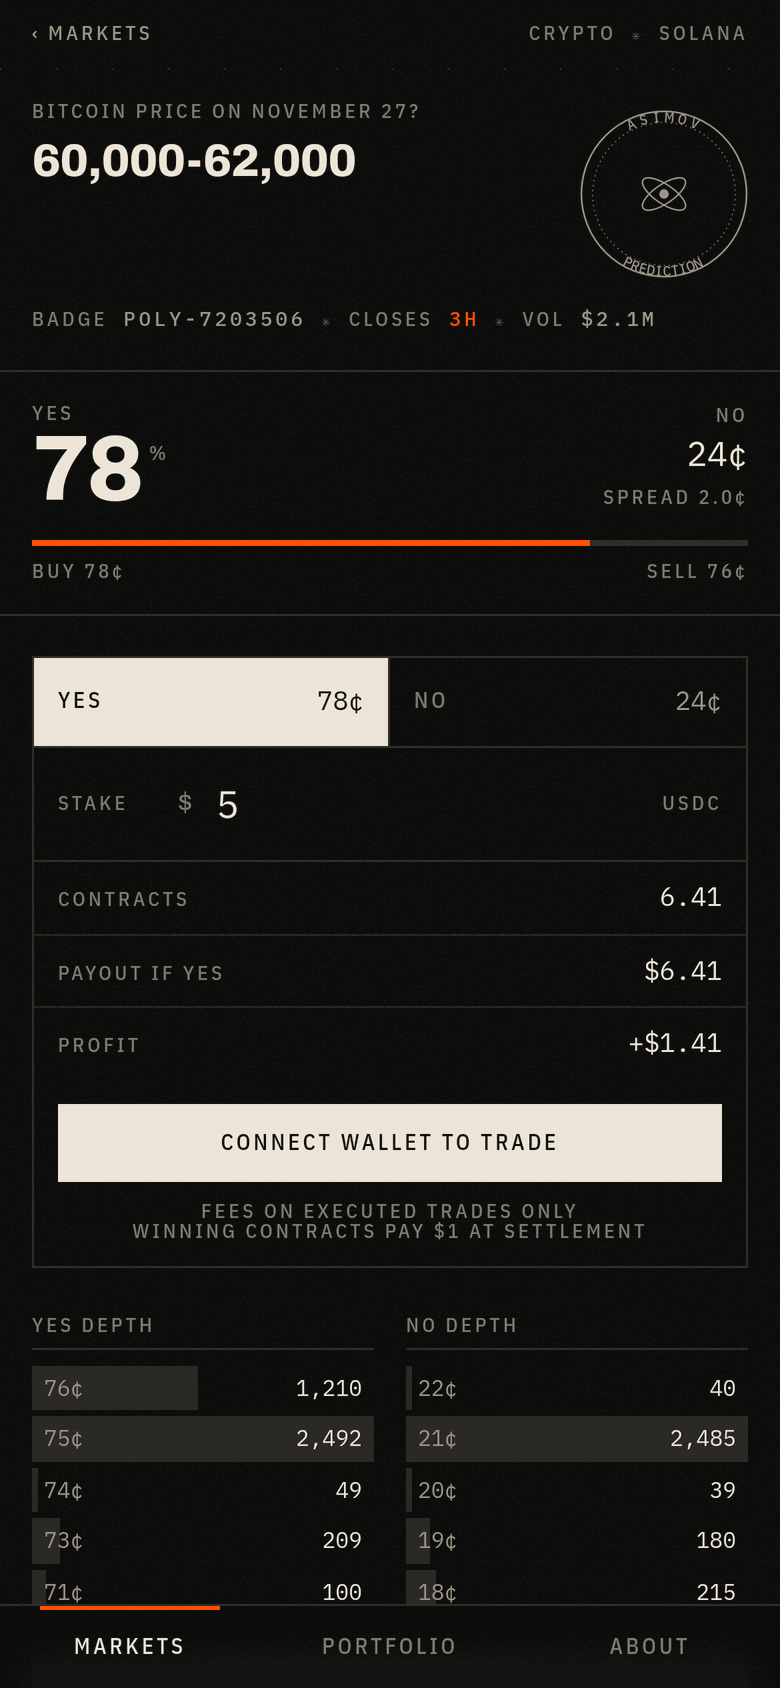 ‹ MARKETS
CRYPTO ✳ SOLANA
BITCOIN PRICE ON NOVEMBER 27?
60,000-62,000
ASIMOV
PREDICTION
BADGE POLY-7203506 ✳ CLOSES 3H ✳ VOL $2.1M
YES
NO
78 %
24¢
SPREAD 2.0¢
BUY 78¢
SELL 76¢
YES 78¢
NO 24¢
STAKE $ 5 USDC
CONTRACTS 6.41
PAYOUT IF YES $6.41
PROFIT +$1.41
CONNECT WALLET TO TRADE
FEES ON EXECUTED TRADES ONLY
WINNING CONTRACTS PAY $1 AT SETTLEMENT
YES DEPTH
76¢ 1,210
75¢ 2,492
74¢ 49
73¢ 209
71¢ 100
NO DEPTH
22¢ 40
21¢ 2,485
20¢ 39
19¢ 180
18¢ 215
MARKETS
PORTFOLIO
ABOUT